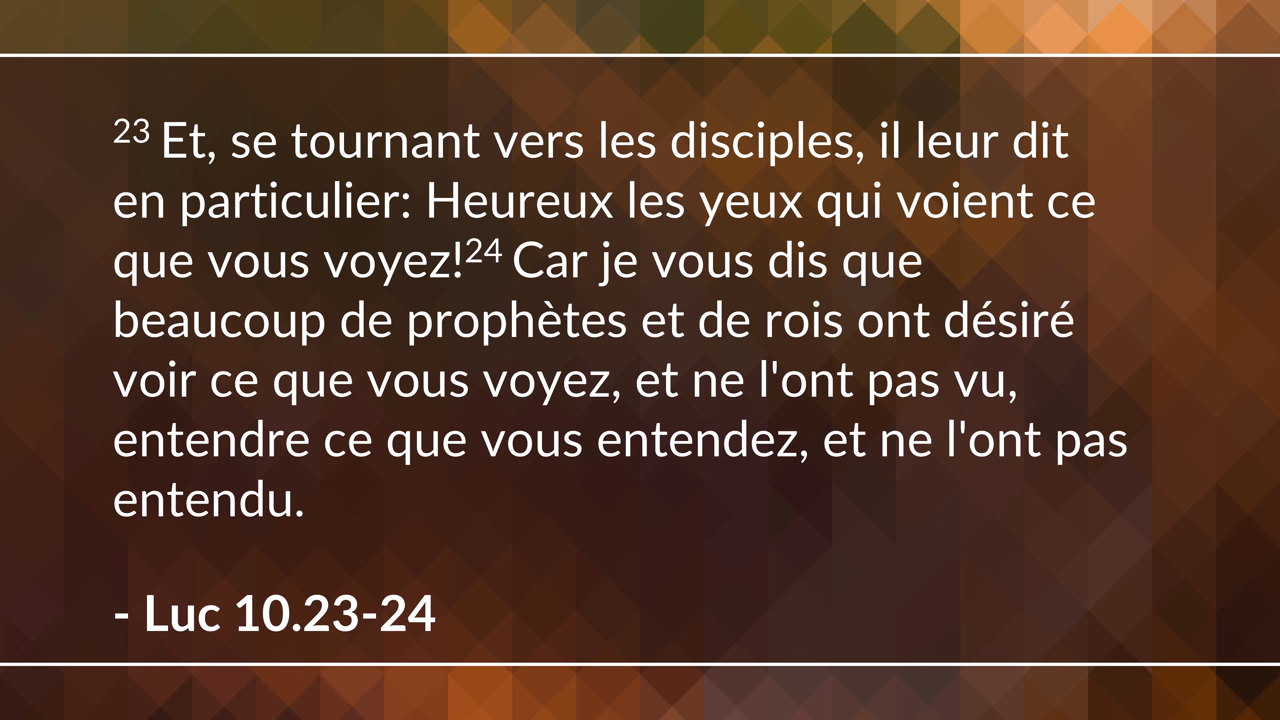 23 Et, se tournant vers les disciples, il leur dit
en particulier: Heureux les yeux qui voient ce
que vous voyez!24 Car je vous dis que
beaucoup de prophètes et de rois ont désiré
voir ce que vous voyez, et ne l'ont pas vu,
entendre ce que vous entendez, et ne l'ont pas
entendu.
- Luc 10.23-24